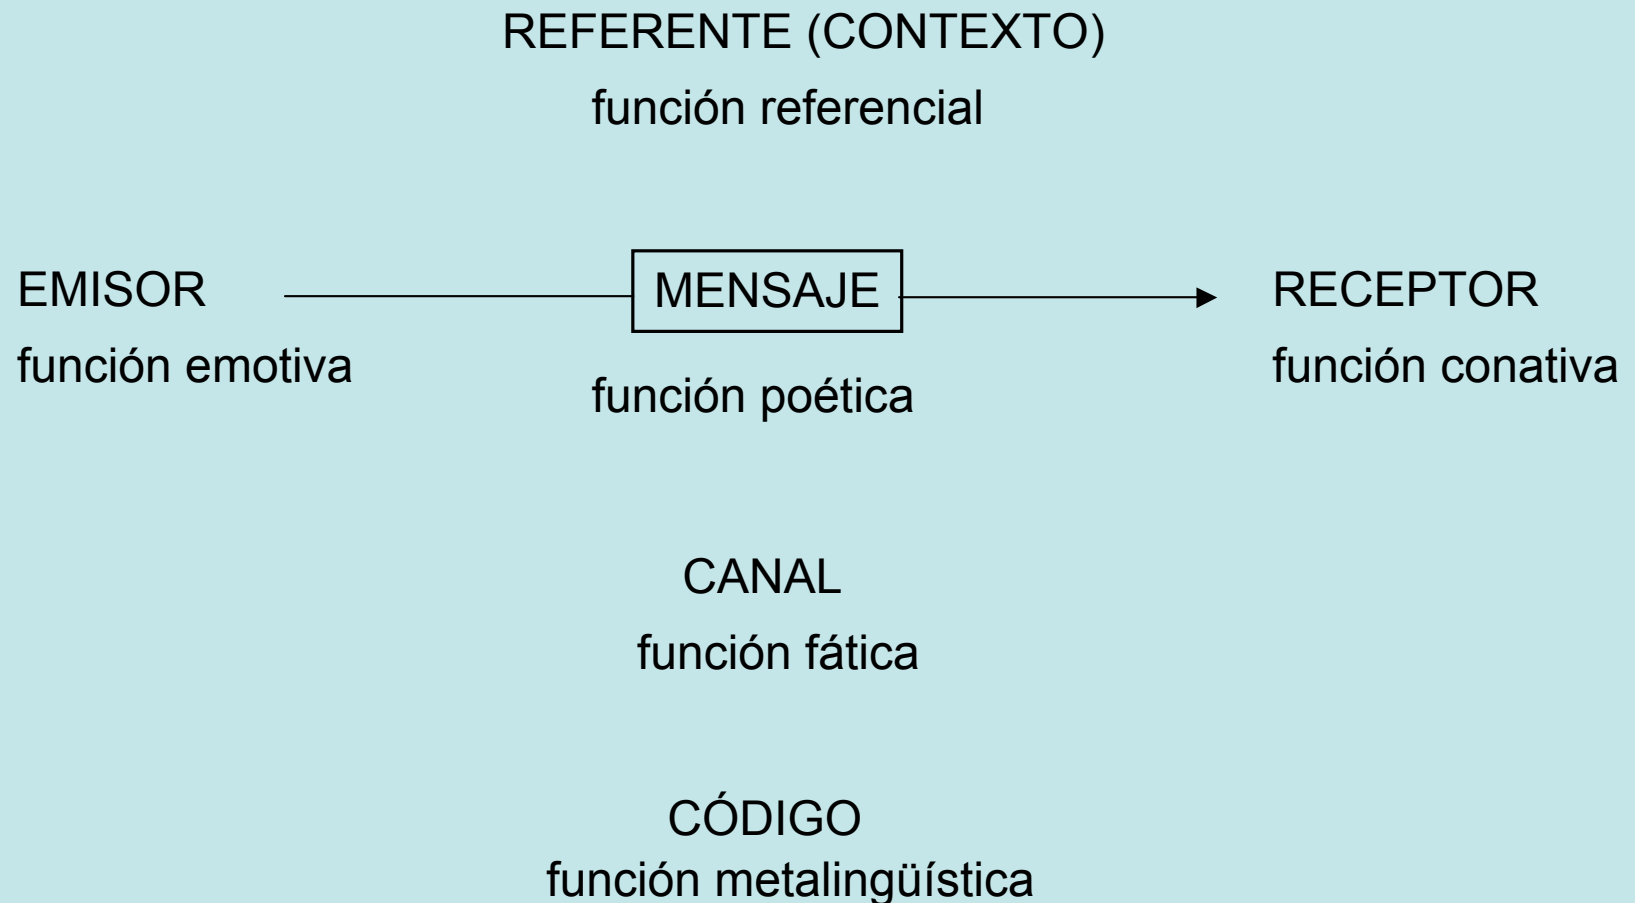 REFERENTE (CONTEXTO)
función referencial
EMISOR
función emotiva
MENSAJE
función poética
RECEPTOR
función conativa
CANAL
función fática
CÓDIGO
función metalingüística